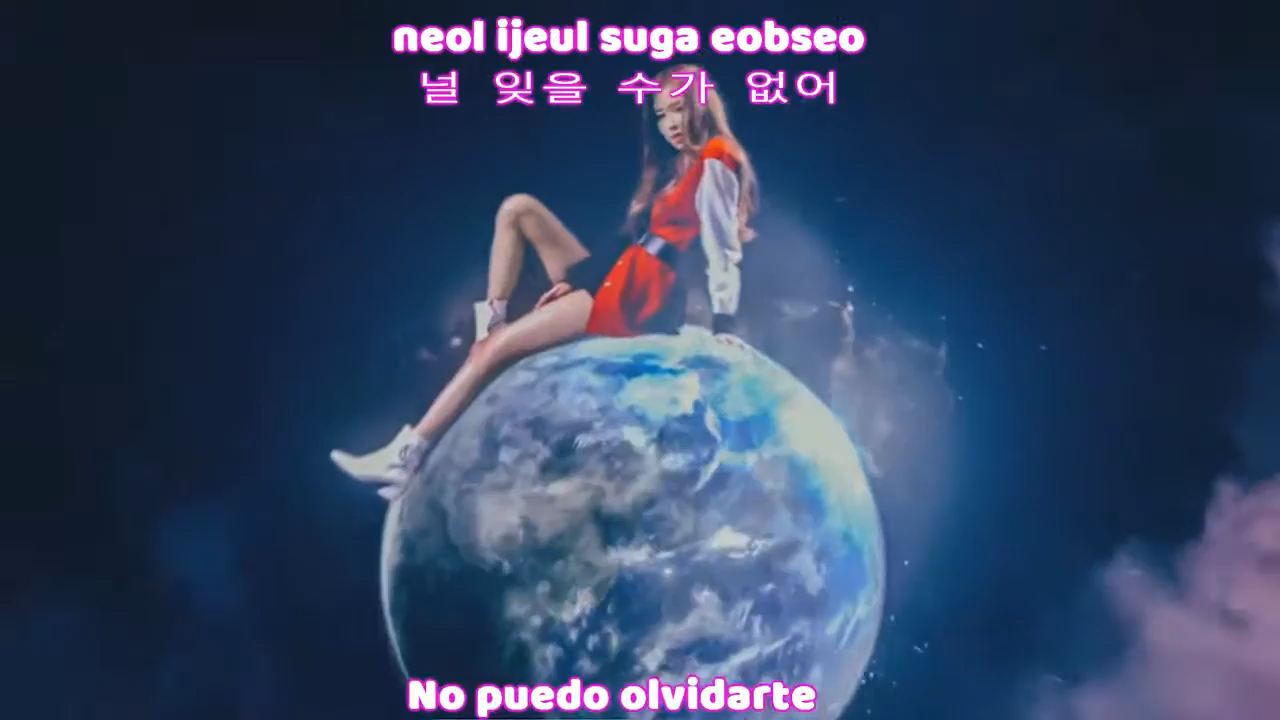 neol ijeul suga eobseo
널 잊을 수가 없어
No puedo olvidarte